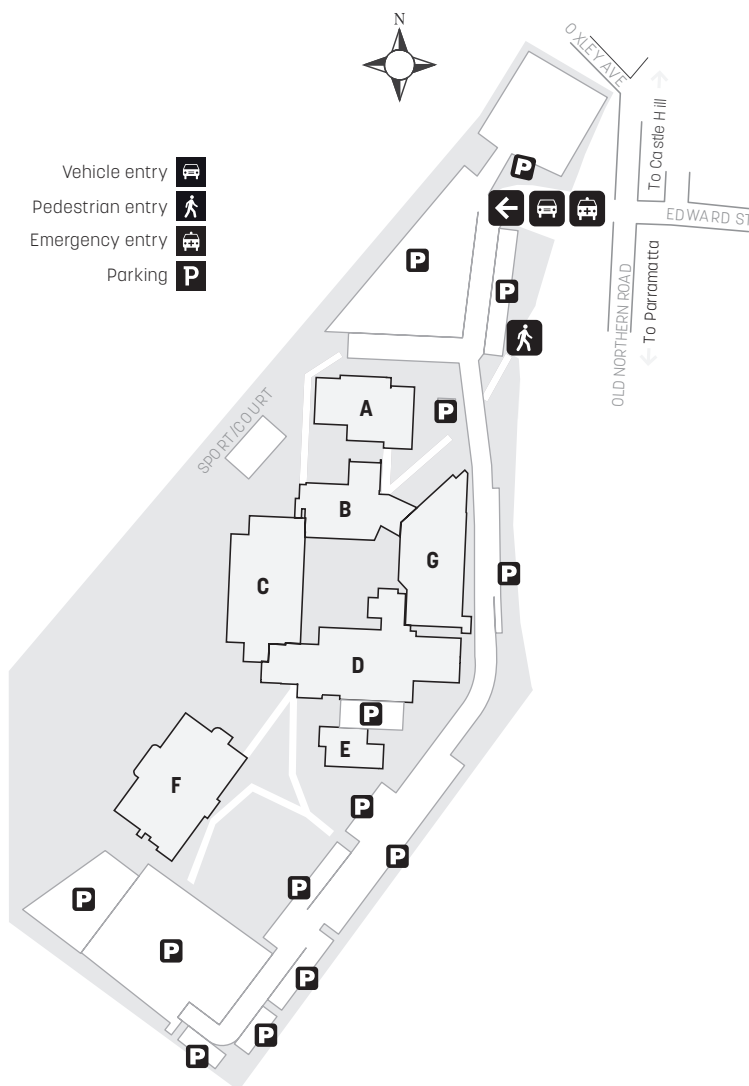 N
OXLEY AVE
To Castle Hill
Vehicle entry
Pedestrian entry
EDWARD ST
Emergency entry
Parking P
P
P
P
OLD NORTHERN ROAD
To Parramatta
SPORT/COURT
A
P
B
G
C
P
D
P
E
F
P
P
P
P
P
P
P
P